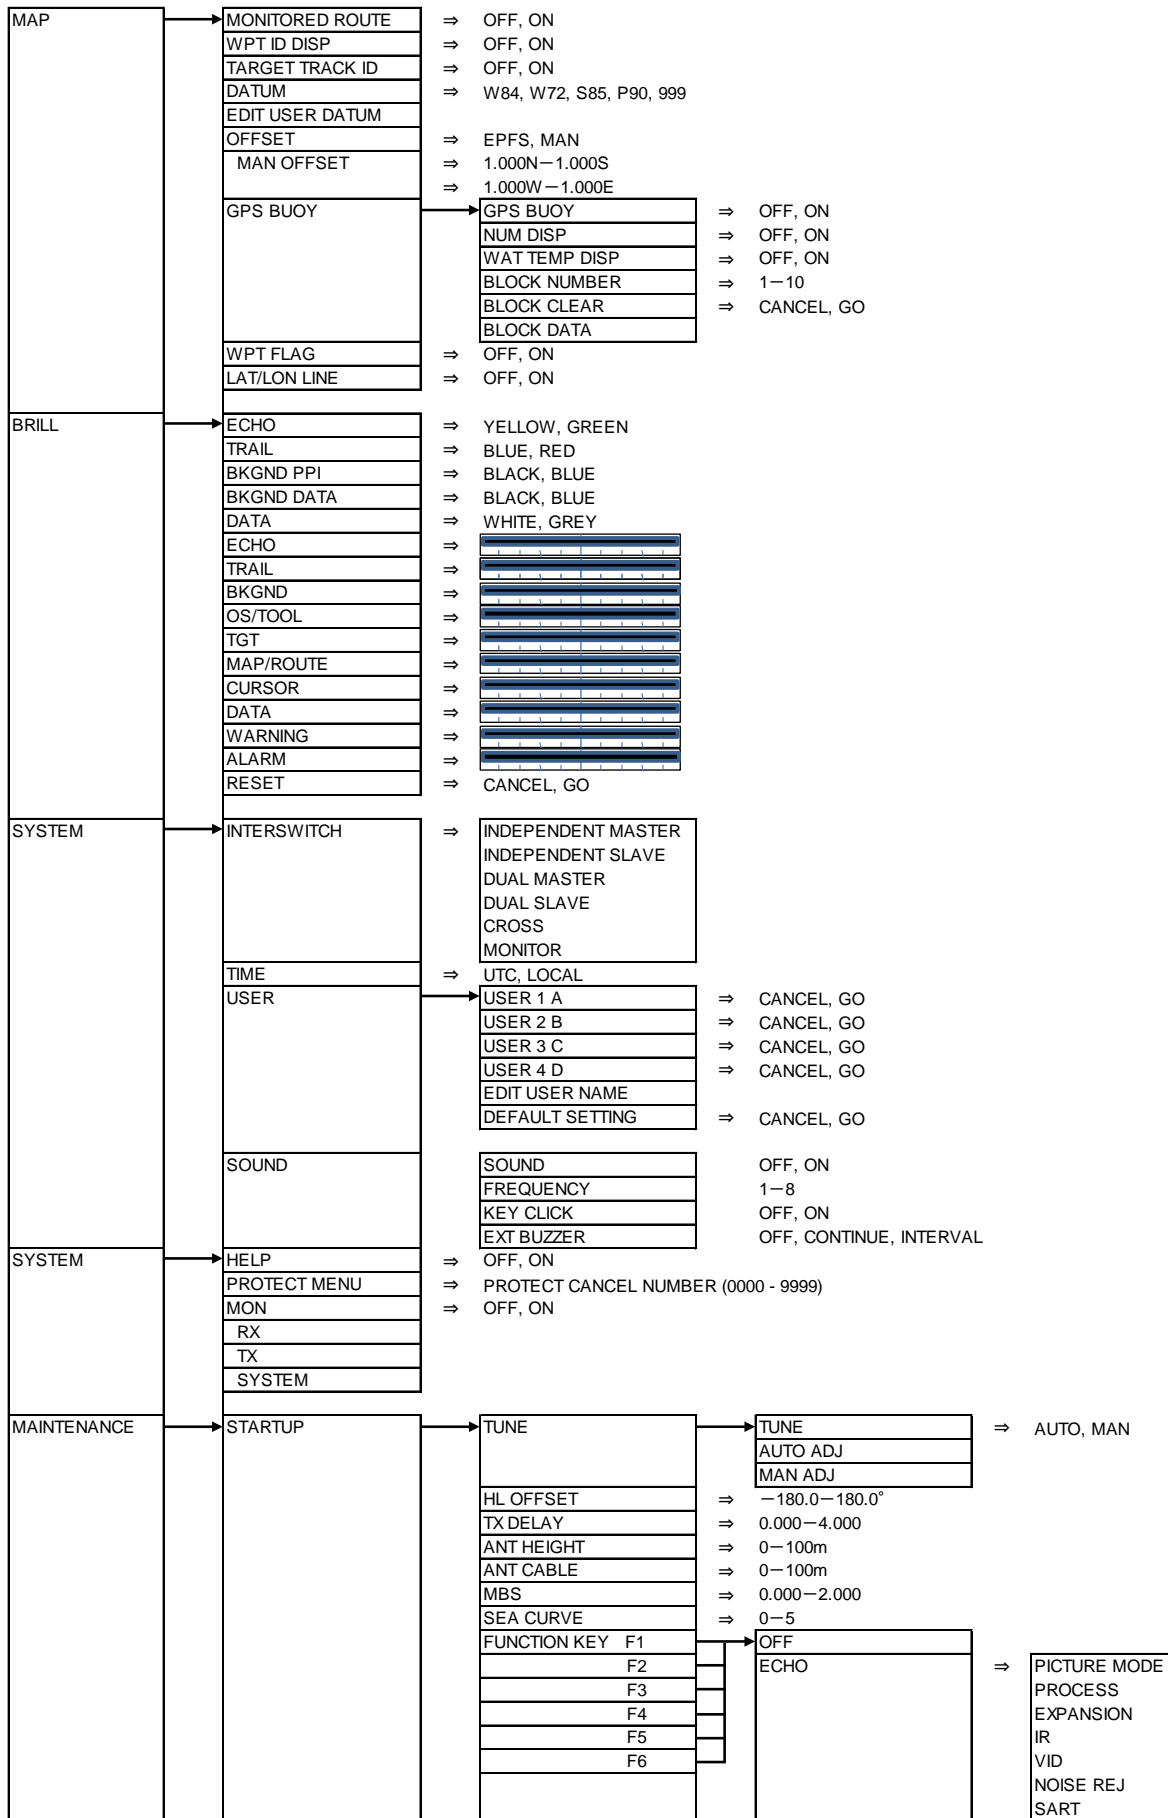 MAP MONITORED ROUTE ⇒ OFF, ON
WPT ID DISP ⇒ OFF, ON
TARGET TRACK ID ⇒ OFF, ON
DATUM ⇒ W84, W72, S85, P90, 999
EDIT USER DATUM
OFFSET ⇒ EPFS, MAN
MAN OFFSET ⇒ 1.000N－1.000S
⇒ 1.000W－1.000E
GPS BUOY GPS BUOY ⇒ OFF, ON
NUM DISP ⇒ OFF, ON
WAT TEMP DISP ⇒ OFF, ON
BLOCK NUMBER ⇒ 1－10
BLOCK CLEAR ⇒ CANCEL, GO
BLOCK DATA
WPT FLAG ⇒ OFF, ON
LAT/LON LINE ⇒ OFF, ON
BRILL ECHO ⇒ YELLOW, GREEN
TRAIL ⇒ BLUE, RED
BKGND PPI ⇒ BLACK, BLUE
BKGND DATA ⇒ BLACK, BLUE
DATA ⇒ WHITE, GREY
ECHO ⇒
TRAIL ⇒
BKGND ⇒
OS/TOOL ⇒
TGT ⇒
MAP/ROUTE ⇒
CURSOR ⇒
DATA ⇒
WARNING ⇒
ALARM ⇒
RESET ⇒ CANCEL, GO
SYSTEM INTERSWITCH ⇒ INDEPENDENT MASTER
INDEPENDENT SLAVE
DUAL MASTER
DUAL SLAVE
CROSS
MONITOR
TIME ⇒ UTC, LOCAL
USER USER 1 A ⇒ CANCEL, GO
USER 2 B ⇒ CANCEL, GO
USER 3 C ⇒ CANCEL, GO
USER 4 D ⇒ CANCEL, GO
EDIT USER NAME
DEFAULT SETTING ⇒ CANCEL, GO
SOUND SOUND OFF, ON
FREQUENCY 1－8
KEY CLICK OFF, ON
EXT BUZZER OFF, CONTINUE, INTERVAL
SYSTEM HELP ⇒ OFF, ON
PROTECT MENU ⇒ PROTECT CANCEL NUMBER (0000 - 9999)
MON ⇒ OFF, ON
RX
TX
SYSTEM
MAINTENANCE STARTUP TUNE TUNE ⇒ AUTO, MAN
AUTO ADJ
MAN ADJ
HL OFFSET ⇒ －180.0－180.0°
TX DELAY ⇒ 0.000－4.000
ANT HEIGHT ⇒ 0－100m
ANT CABLE ⇒ 0－100m
MBS ⇒ 0.000－2.000
SEA CURVE ⇒ 0－5
FUNCTION KEY F1 OFF
F2 ECHO ⇒ PICTURE MODE
F3 PROCESS
F4 EXPANSION
F5 IR
F6 VID
NOISE REJ
SART